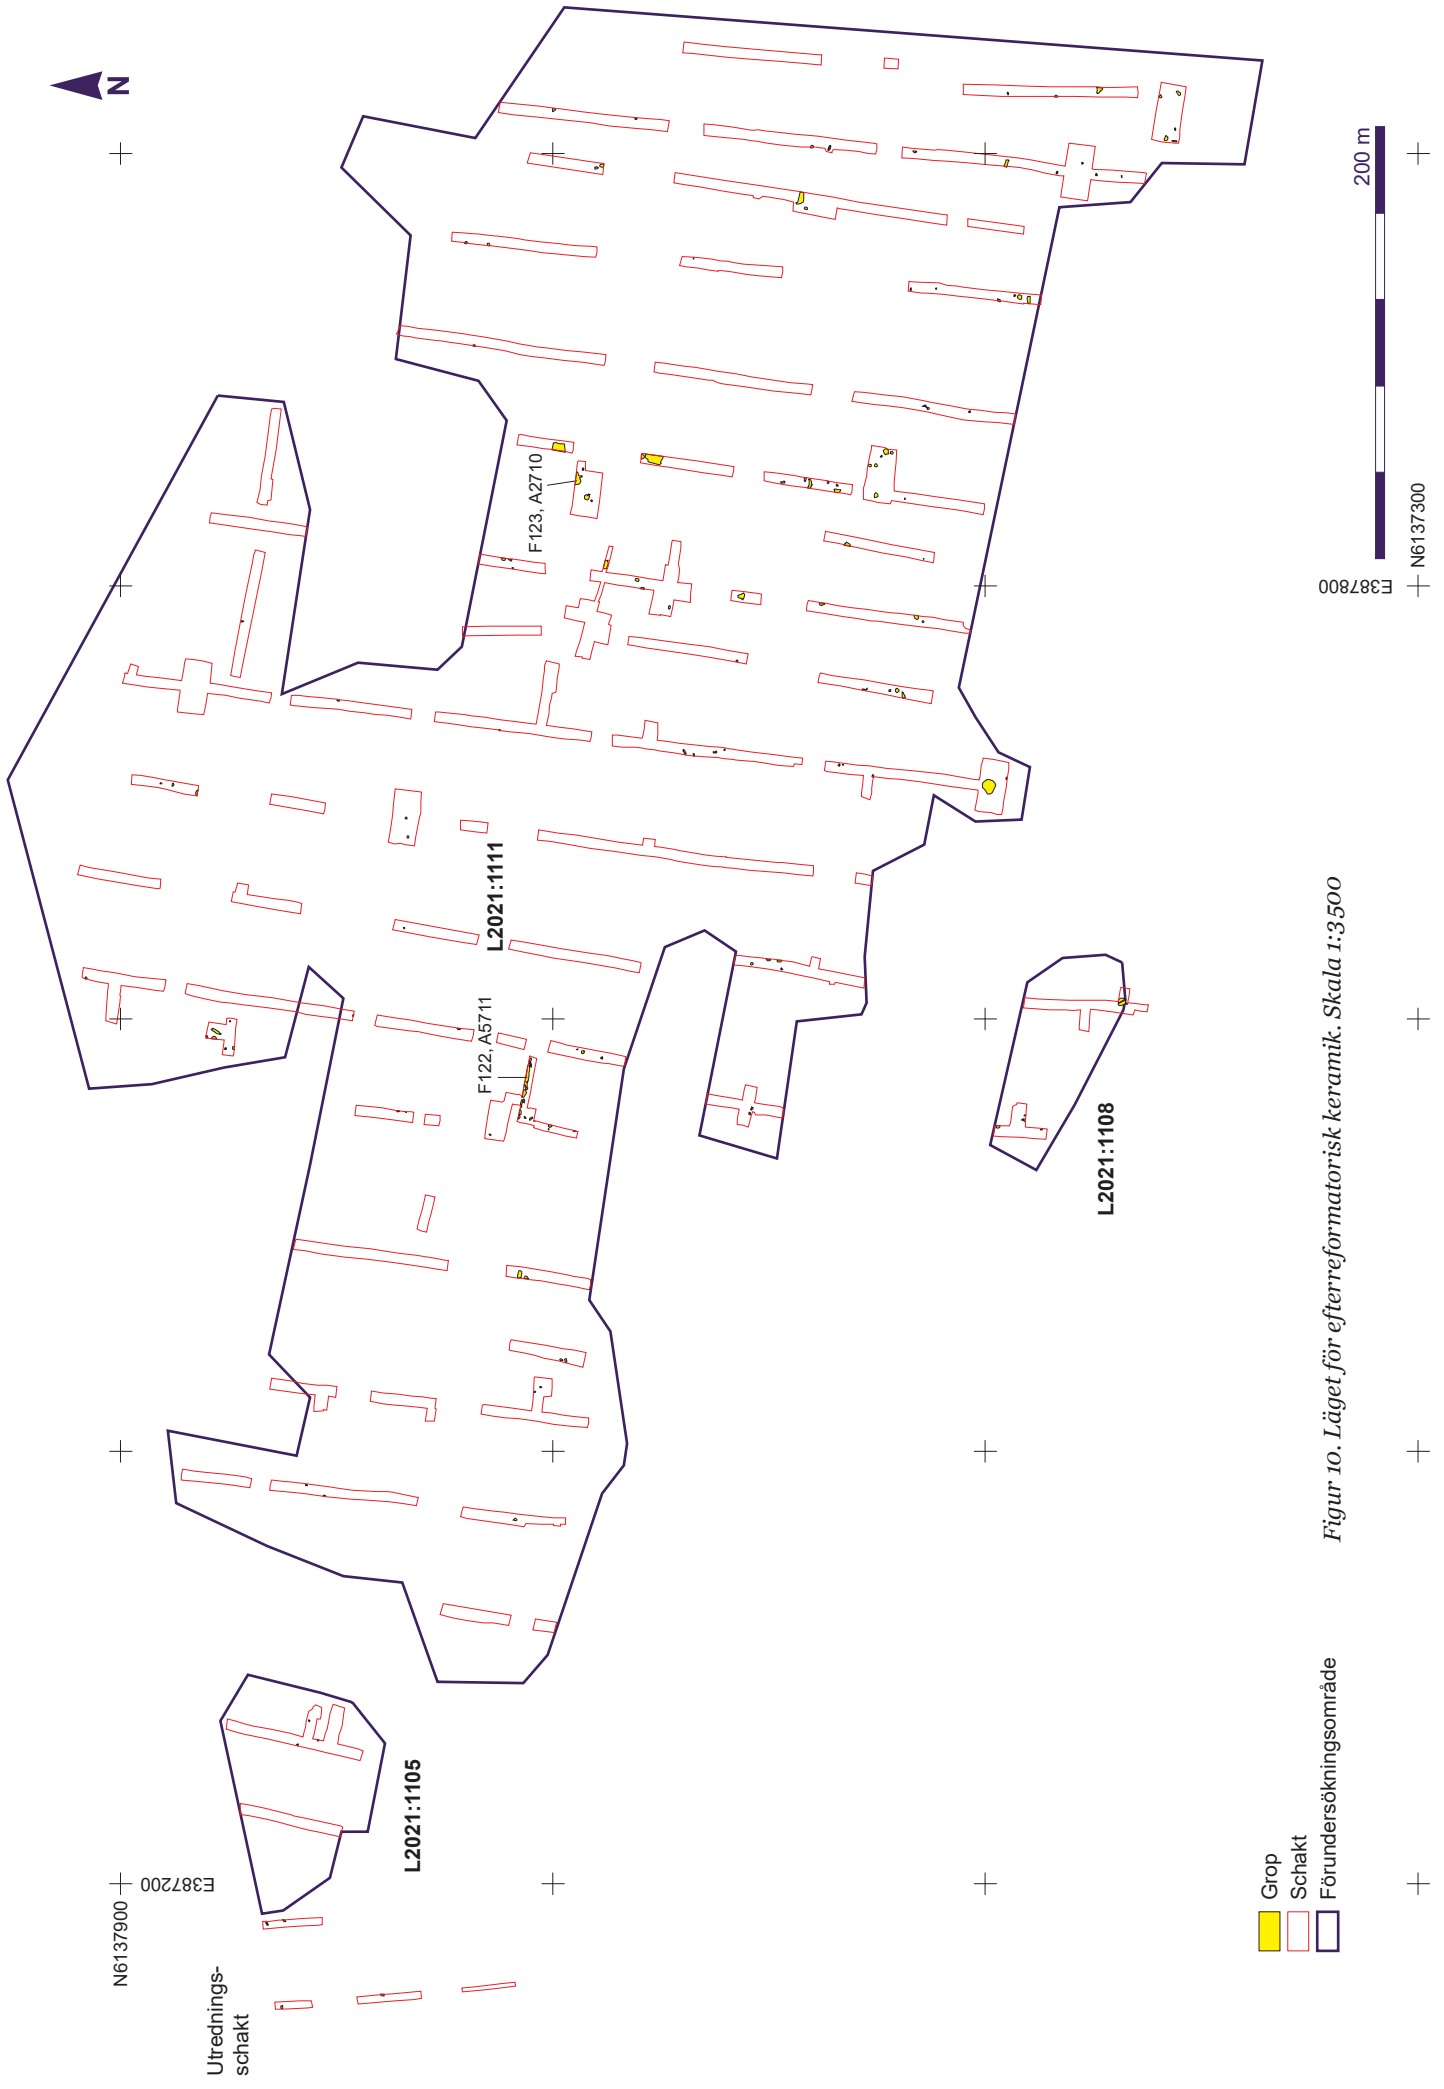 N
Utrednings-
schakt
N6137900
E387200
L2021:1105
F122, A5711
L2021:1111
F123, A2710
L2021:1108
E387800
N6137300
200 m
Grop
Schakt
Förundersökningsområde
Figur 10. Läget för efterreformatorisk keramik. Skala 1:3500